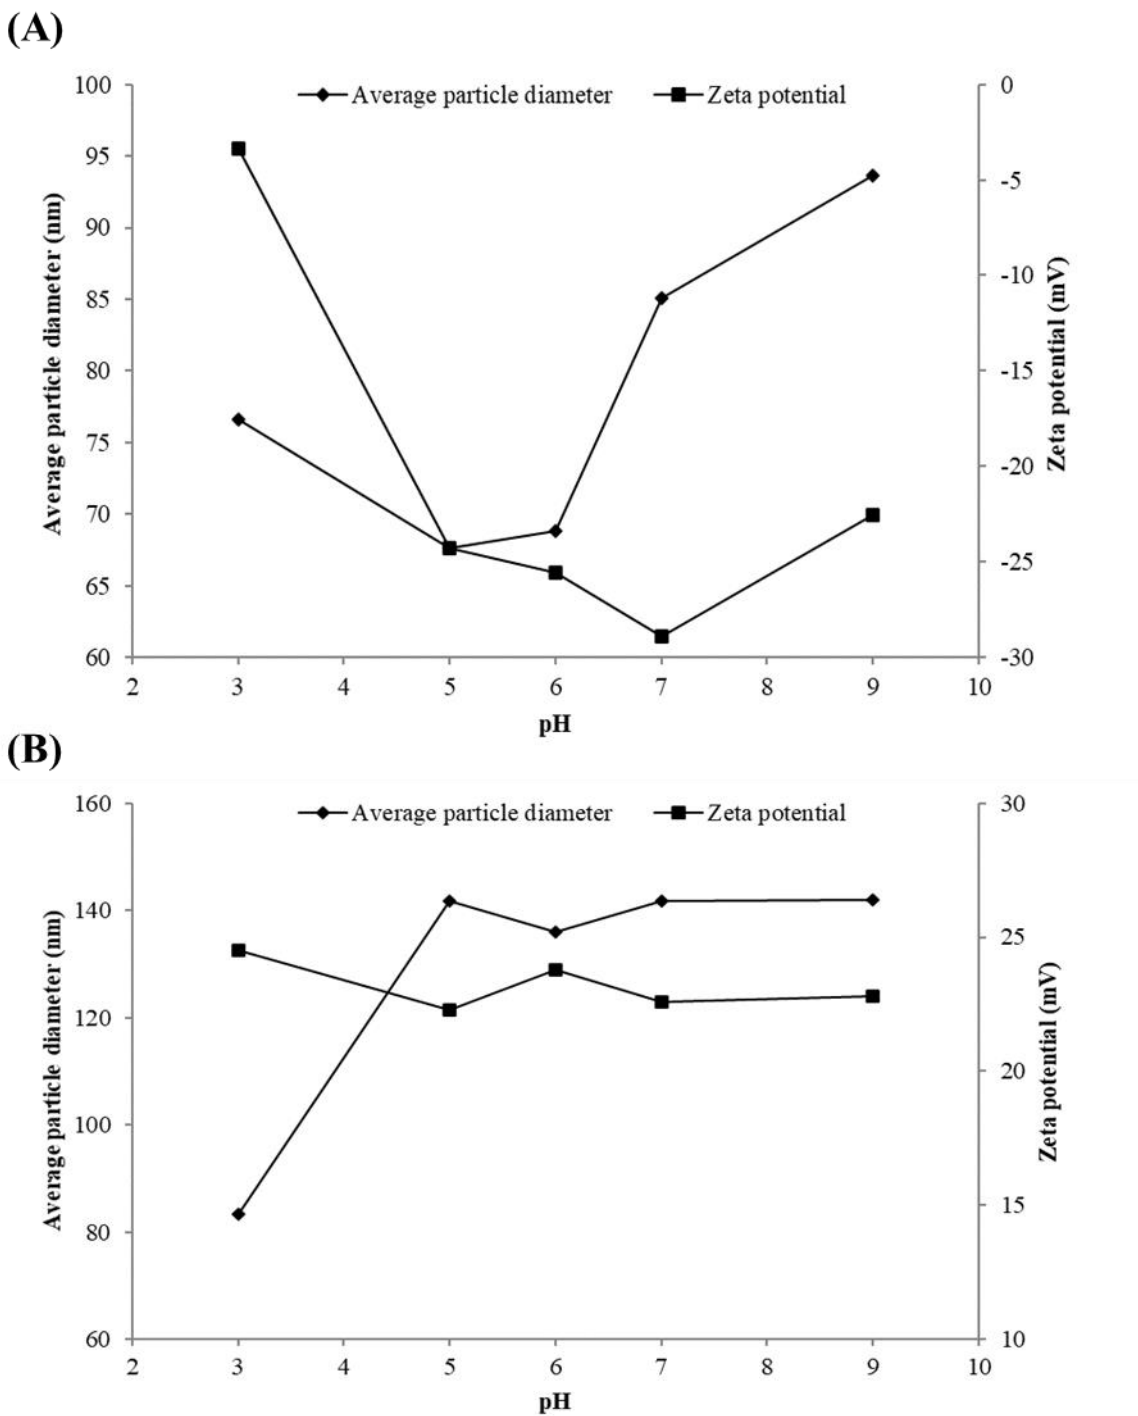 (A)
Average particle diameter Zeta potential
100
95
90
85
80
75
70
65
60
Average particle diameter (nm)
0
-5
-10
-15
-20
-25
-30
Zeta potential (mV)
2 3 4 5 6 7 8 9 10
pH
(B)
Average particle diameter Zeta potential
160
140
120
100
80
60
Average particle diameter (nm)
30
25
20
15
10
Zeta potential (mV)
2 3 4 5 6 7 8 9 10
pH